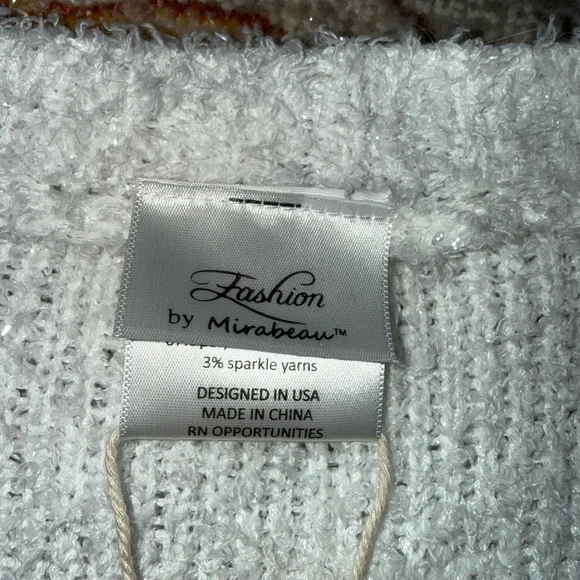 Fashion
by Mirabeau™
3% sparkle yarns
DESIGNED IN USA
MADE IN CHINA
RN OPPORTUNITIES